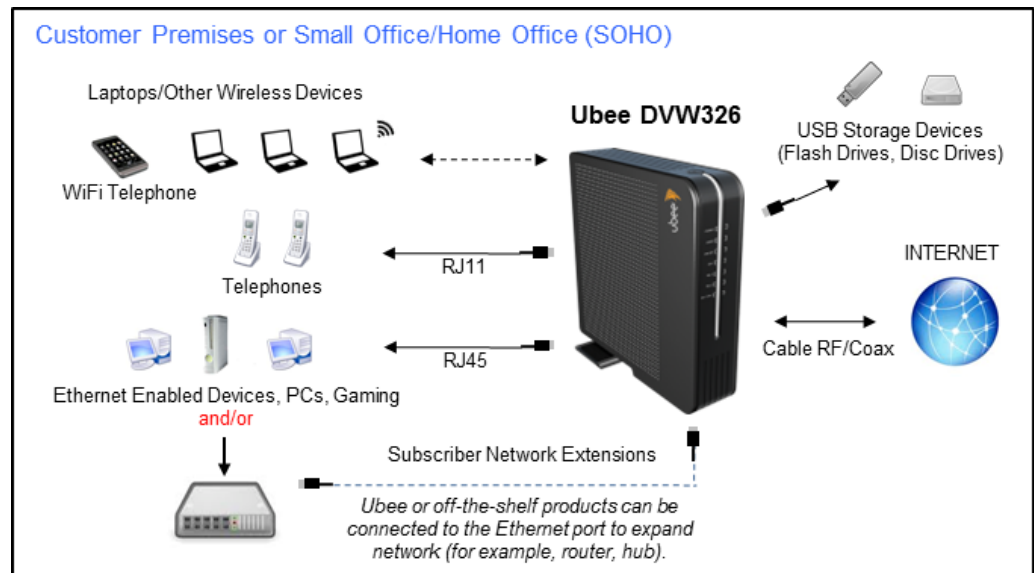 Customer Premises or Small Office/Home Office (SOHO)
Laptops/Other Wireless Devices
WiFi Telephone
Telephones
RJ11
RJ45
Ethernet Enabled Devices, PCs, Gaming
and/or
Subscriber Network Extensions
Ubee or off-the-shelf products can be
connected to the Ethernet port to expand
network (for example, router, hub).
Ubee DVW326
ubee
USB Storage Devices
(Flash Drives, Disc Drives)
INTERNET
Cable RF/Coax